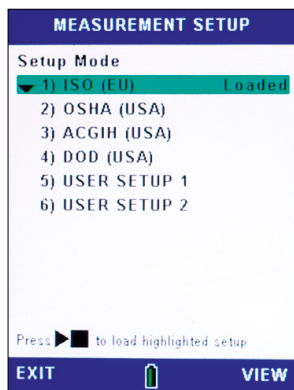 MEASUREMENT SETUP
Setup Mode
1) ISO (EU) Loaded
2) OSHA (USA)
3) ACGIH (USA)
4) DOD (USA)
5) USER SETUP 1
6) USER SETUP 2
Press ▶■ to load highlighted setup
EXIT VIEW